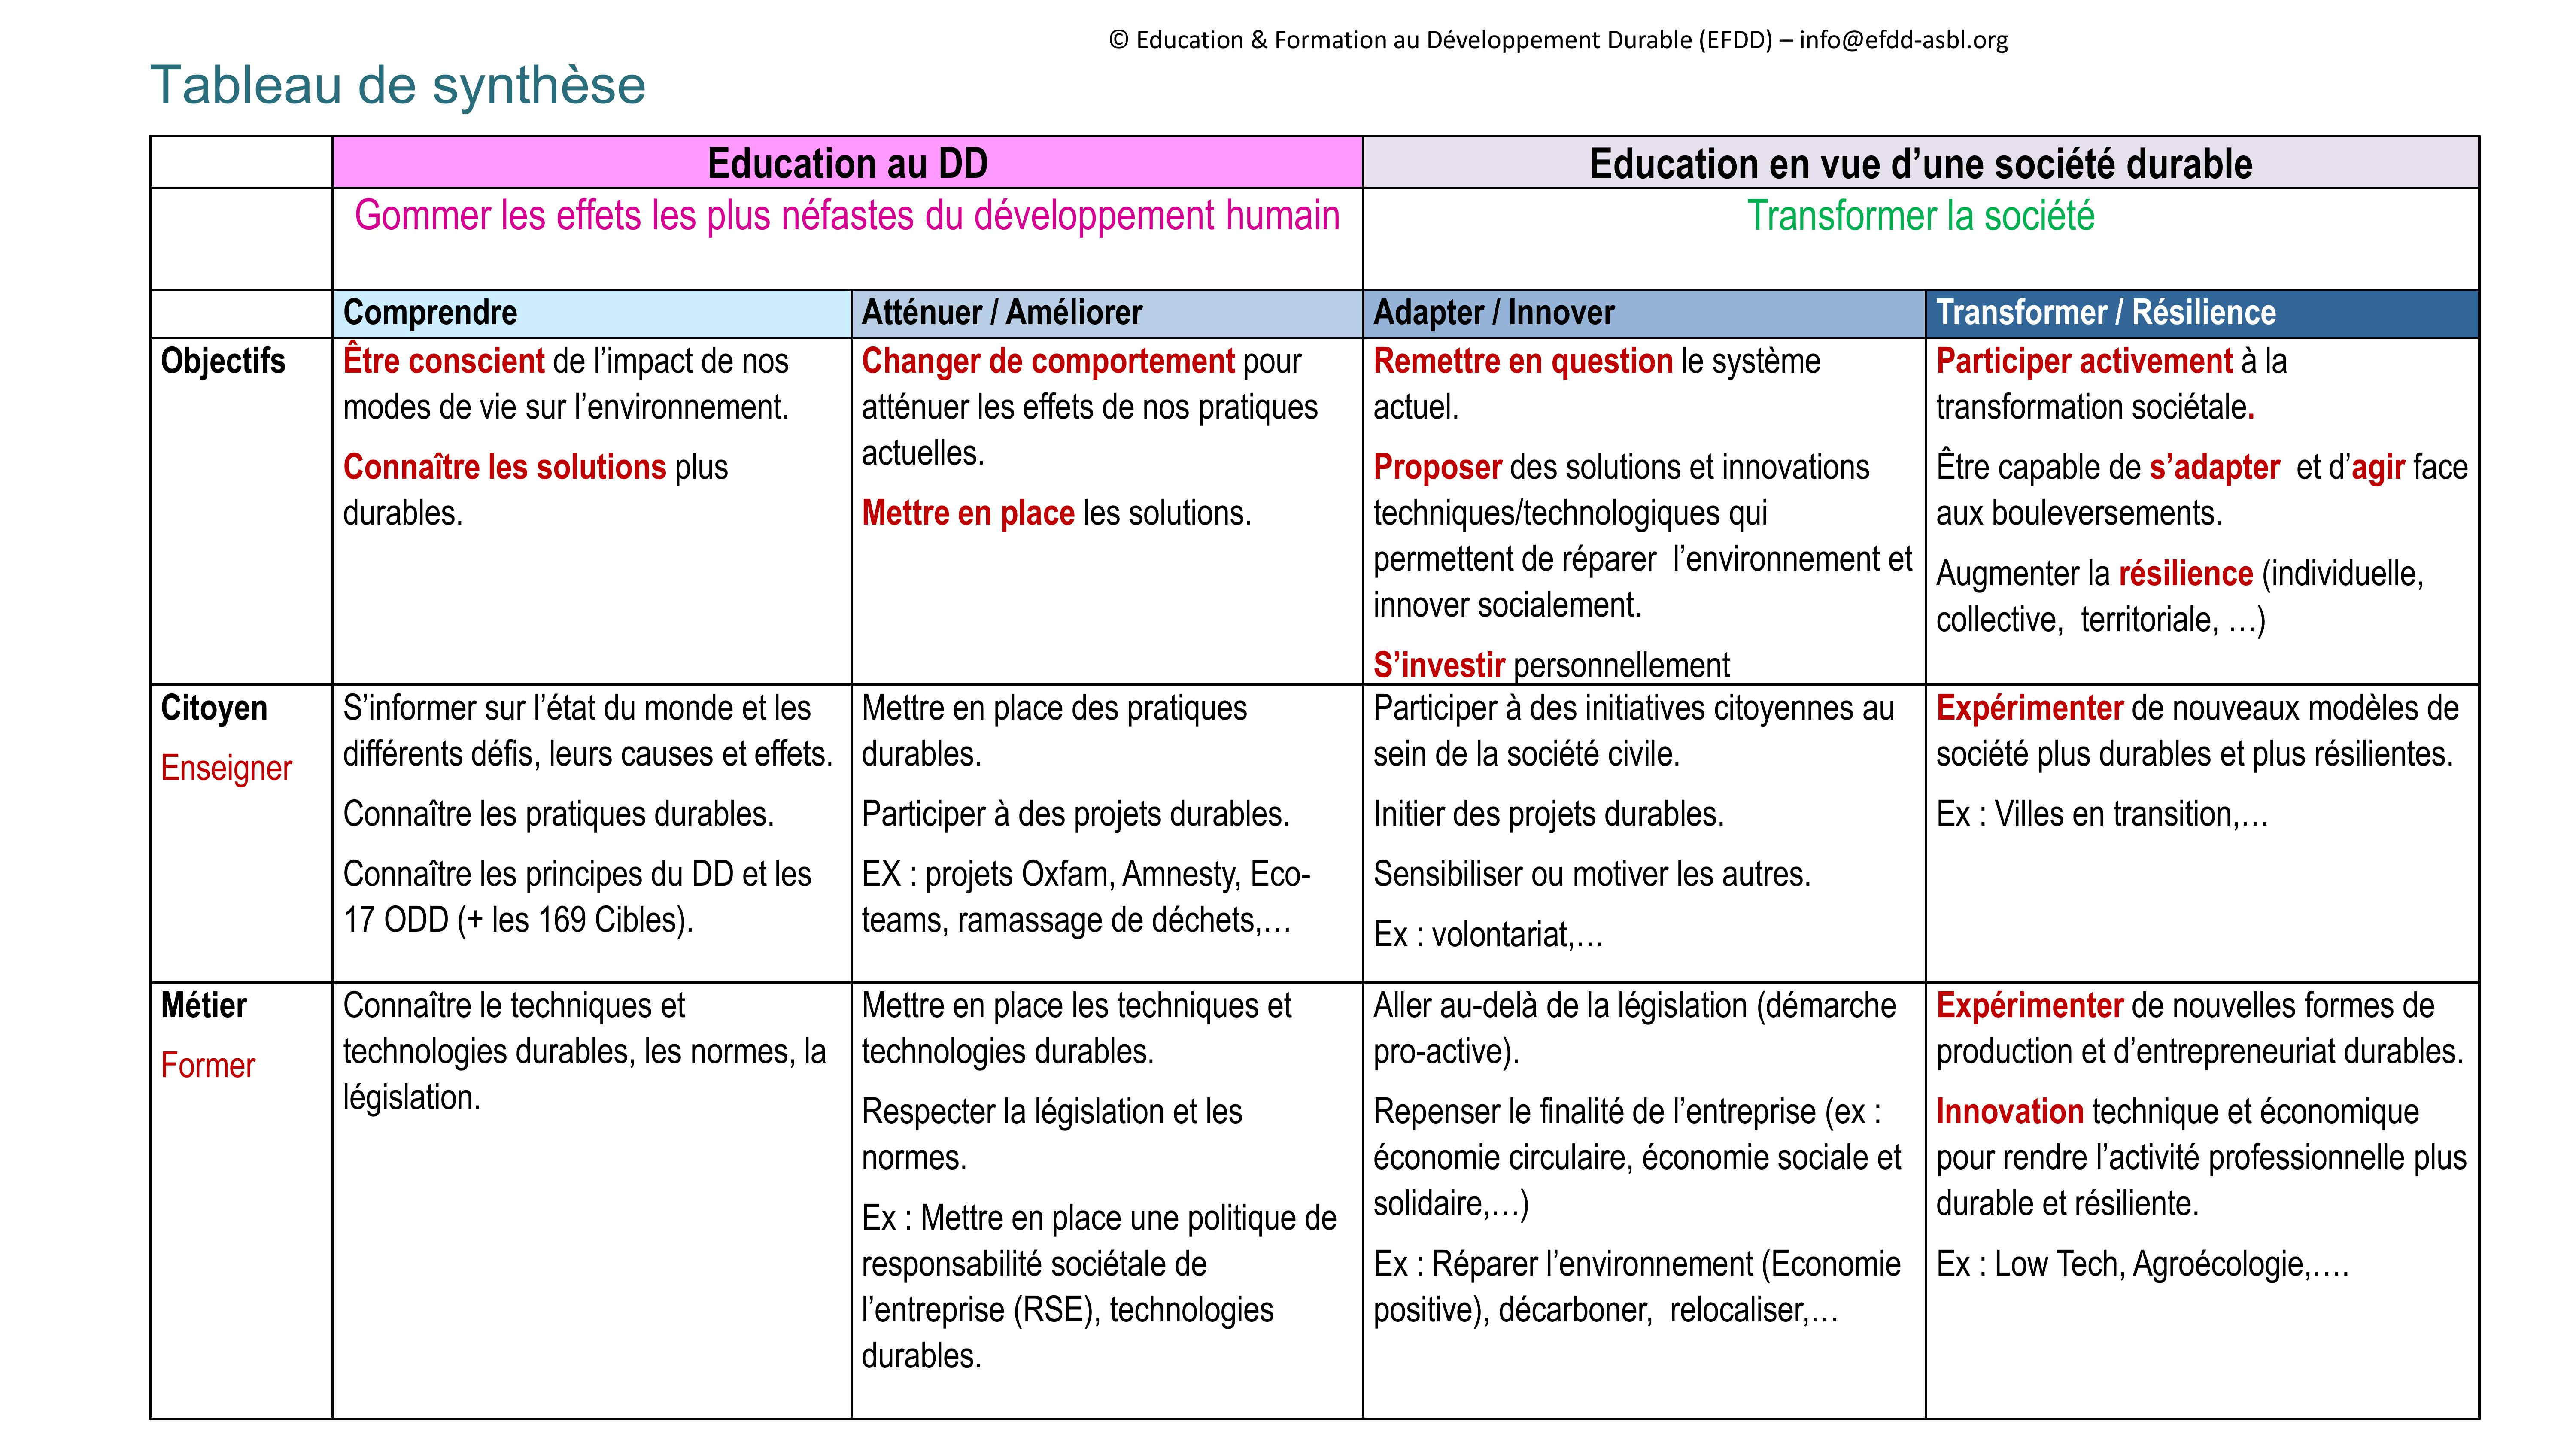 © Education & Formation au Développement Durable (EFDD) – info@efdd-asbl.org
Tableau de synthèse
Education au DD
Education en vue d’une société durable
Gommer les effets les plus néfastes du développement humain
Transformer la société
Comprendre
Atténuer / Améliorer
Adapter / Innover
Transformer / Résilience
Objectifs
Être conscient de l’impact de nos
modes de vie sur l’environnement.
Connaître les solutions plus
durables.
Changer de comportement pour
atténuer les effets de nos pratiques
actuelles.
Mettre en place les solutions.
Remettre en question le système
actuel.
Proposer des solutions et innovations
techniques/technologiques qui
permettent de réparer  l’environnement et
innover socialement.
S’investir personnellement
Participer activement à la
transformation sociétale.
Être capable de s’adapter  et d’agir face
aux bouleversements.
Augmenter la résilience (individuelle,
collective,  territoriale, …)
Citoyen
Enseigner
S’informer sur l’état du monde et les
différents défis, leurs causes et effets.
Connaître les pratiques durables.
Connaître les principes du DD et les
17 ODD (+ les 169 Cibles).
Mettre en place des pratiques
durables.
Participer à des projets durables.
EX : projets Oxfam, Amnesty, Eco-
teams, ramassage de déchets,…
Participer à des initiatives citoyennes au
sein de la société civile.
Initier des projets durables.
Sensibiliser ou motiver les autres.
Ex : volontariat,…
Expérimenter de nouveaux modèles de
société plus durables et plus résilientes.
Ex : Villes en transition,…
Métier
Former
Connaître le techniques et
technologies durables, les normes, la
législation.
Mettre en place les techniques et
technologies durables.
Respecter la législation et les
normes.
Ex : Mettre en place une politique de
responsabilité sociétale de
l’entreprise (RSE), technologies
durables.
Aller au-delà de la législation (démarche
pro-active).
Repenser le finalité de l’entreprise (ex :
économie circulaire, économie sociale et
solidaire,…)
Ex : Réparer l’environnement (Economie
positive), décarboner,  relocaliser,…
Expérimenter de nouvelles formes de
production et d’entrepreneuriat durables.
Innovation technique et économique
pour rendre l’activité professionnelle plus
durable et résiliente.
Ex : Low Tech, Agroécologie,….